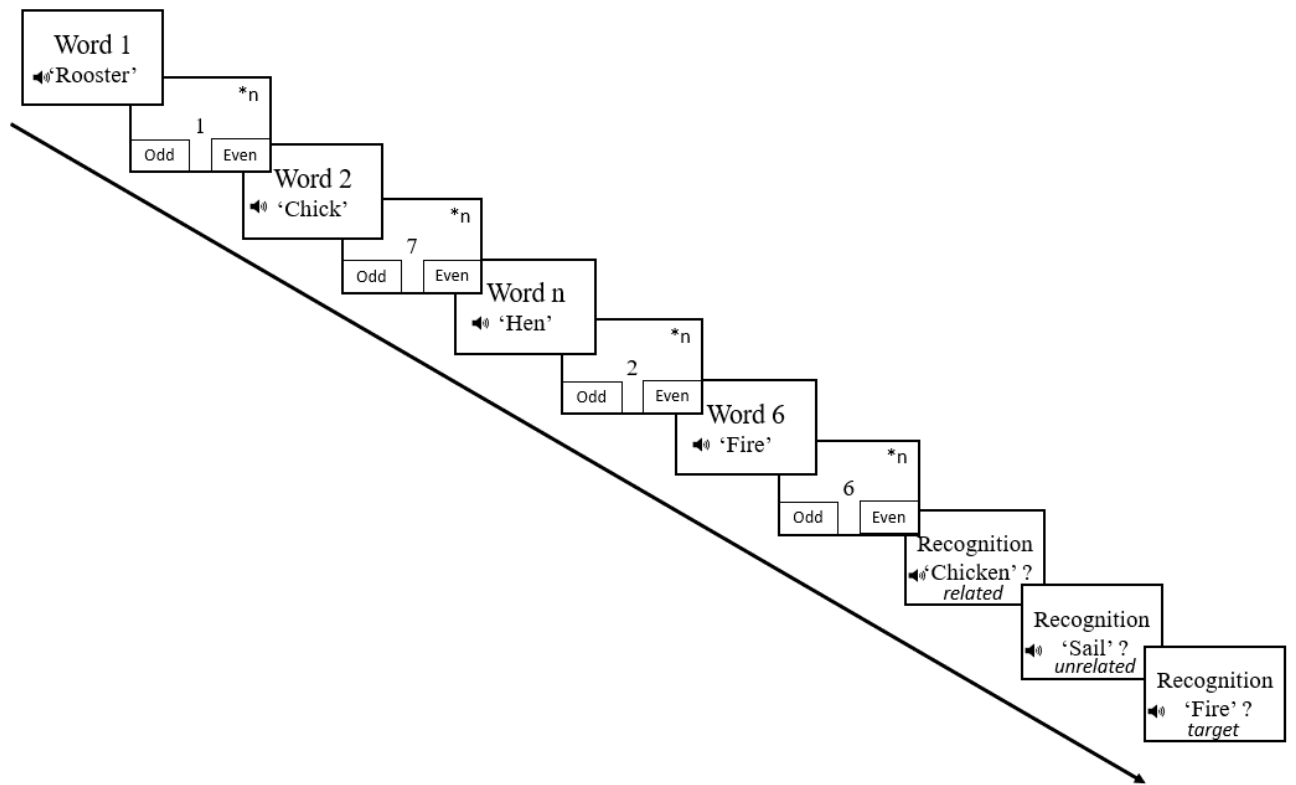 Word 1
‘Rooster’
*n
1
Odd Even
Word 2
‘Chick’
*n
7
Odd Even
Word n
‘Hen’
*n
2
Odd Even
Word 6
‘Fire’
*n
6
Odd Even
Recognition
‘Chicken’ ?
related
Recognition
‘Sail’ ?
unrelated
Recognition
‘Fire’ ?
target